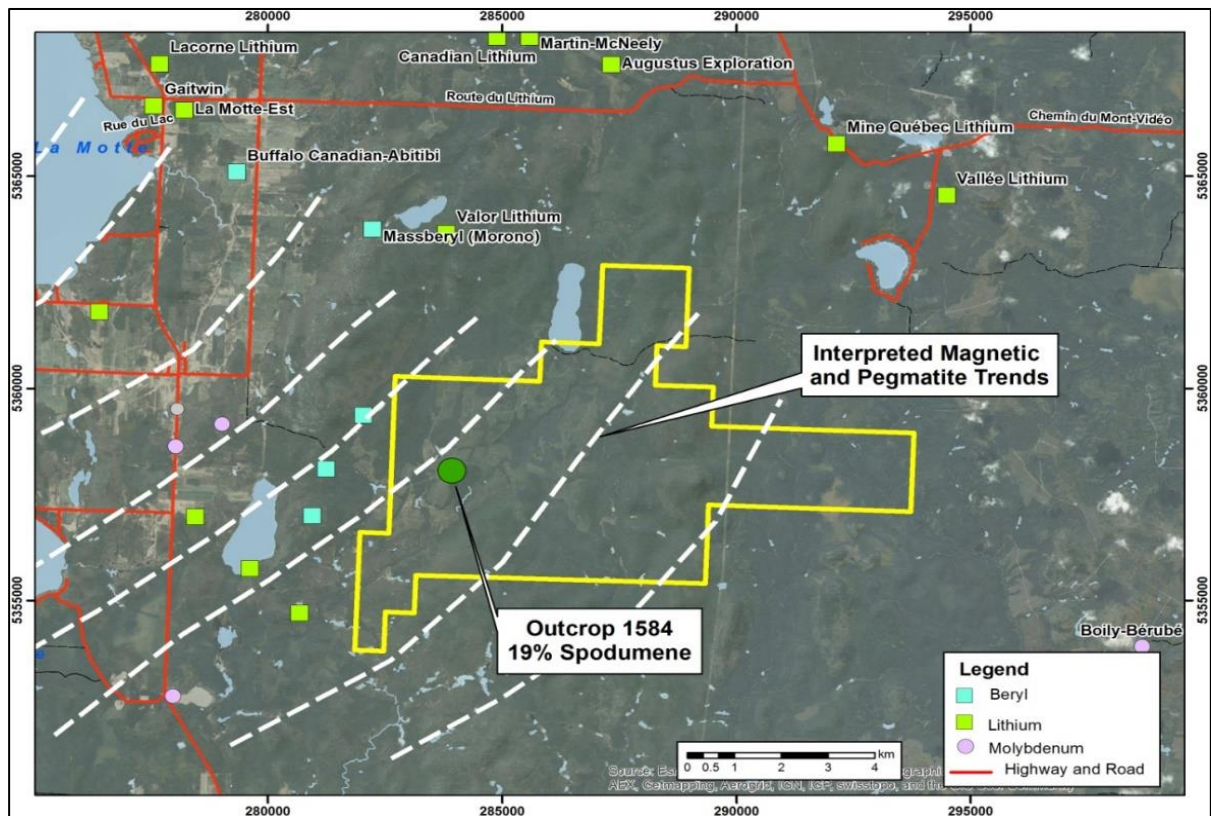 280000
285000
290000
295000
Lacorne Lithium
Canadian Lithium
Martin-McNeely
Augustus Exploration
Gaitwin
La Motte-Est
Rue du Lac
Route du Lithium
La Motte
Mine Québec Lithium
Chemin du Mont-Vidéo
Buffalo Canadian-Abitibi
5365000
5365000
Vallée Lithium
Valor Lithium
Massberyl (Morono)
Interpreted Magnetic
and Pegmatite Trends
5360000
5360000
Outcrop 1584
19% Spodumene
5355000
5355000
Boily-Bérubé
Legend
Beryl
Lithium
Molybdenum
Highway and Road
km
0 0.5 1 2 3 4
Source:
AEX, Getmapping, Aerogrid, IGN, IGP, swisstopo, and the GIS User Community
280000
285000
290000
295000